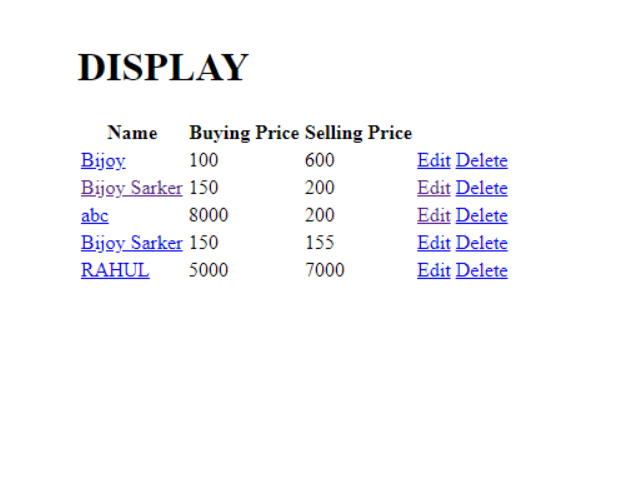 DISPLAY
Name Buying Price Selling Price
Bijoy 100 600 Edit Delete
Bijoy Sarker 150 200 Edit Delete
abc 8000 200 Edit Delete
Bijoy Sarker 150 155 Edit Delete
RAHUL 5000 7000 Edit Delete